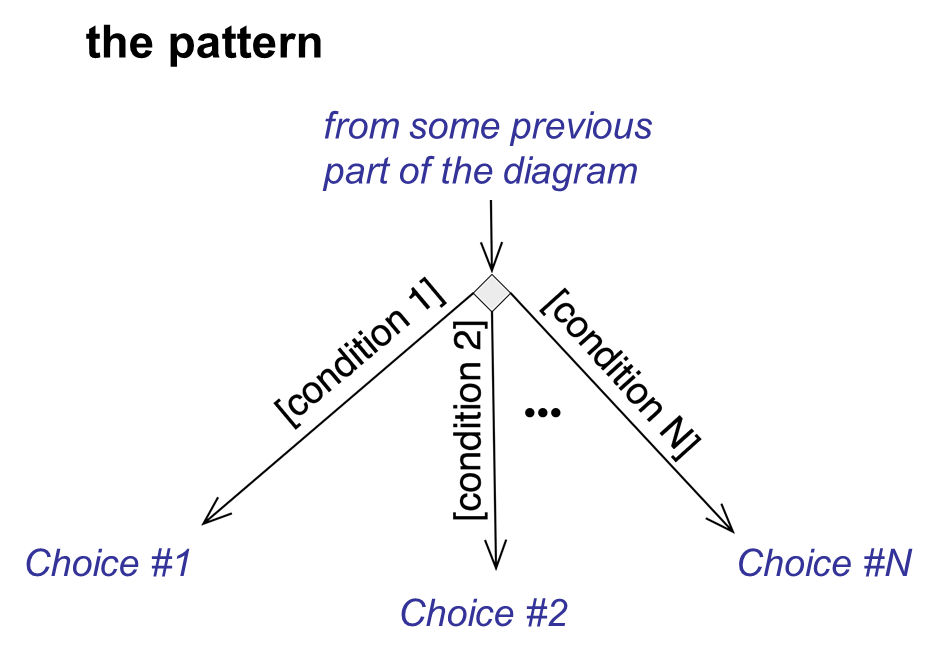 the pattern
from some previous
part of the diagram
[condition 1]
[condition 2]
•••
[condition N]
Choice #1
Choice #2
Choice #N